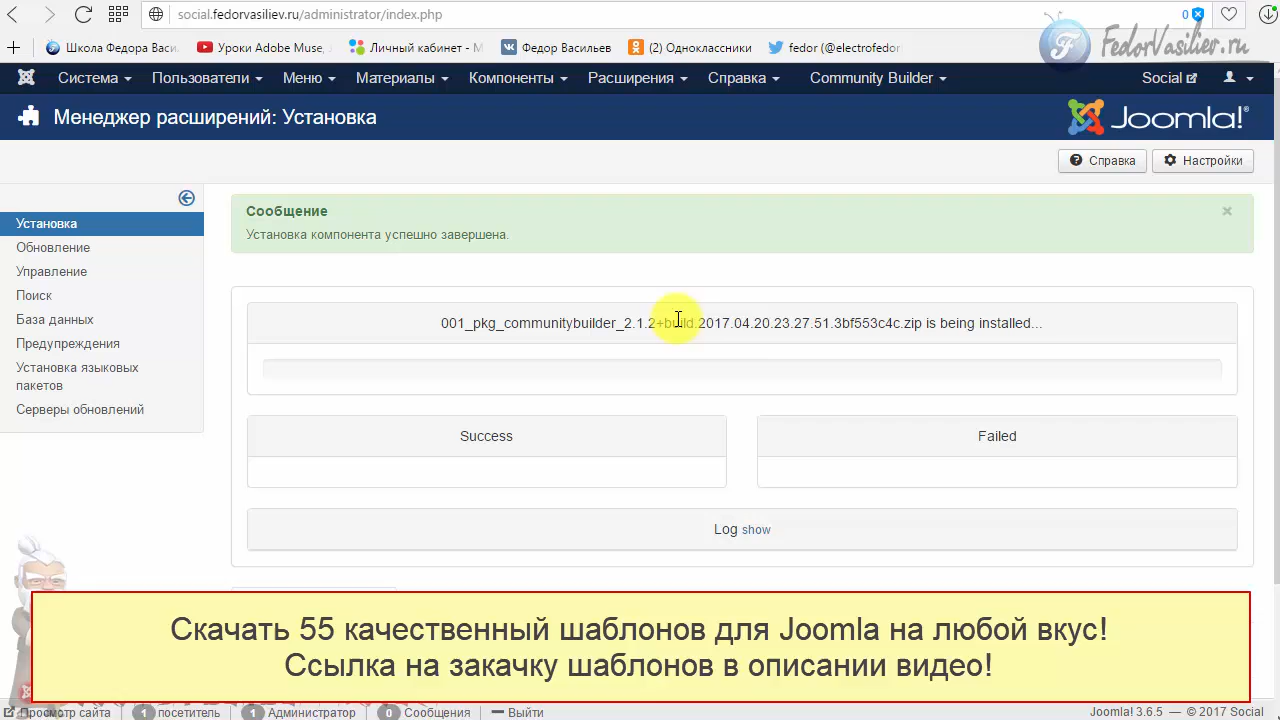 social.fedorvasiliev.ru/administrator/index.php
0
Школа Федора Васи. Уроки Adobe Muse, Личный кабинет - М Федор Васильев (2) Одноклассники fedor (@electrofedor
FedorVasiliev.ru
Система Пользователи Меню Материалы Компоненты Расширения Справка Community Builder Social
Менеджер расширений: Установка
Joomla!
Справка Настройки
Установка
Обновление
Управление
Поиск
База данных
Предупреждения
Установка языковых
пакетов
Серверы обновлений
Сообщение
Установка компонента успешно завершена.
001_pkg_communitybuilder_2.1.2+build.2017.04.20.23.27.51.3bf553c4c.zip is being installed...
Success Failed
Log show
Скачать 55 качественный шаблонов для Joomla на любой вкус!
Ссылка на закачку шаблонов в описании видео!
Просмотр сайта 1 посетитель 1 Администратор 0 Сообщения Выйти Joomla! 3.6.5 — © 2017 Social